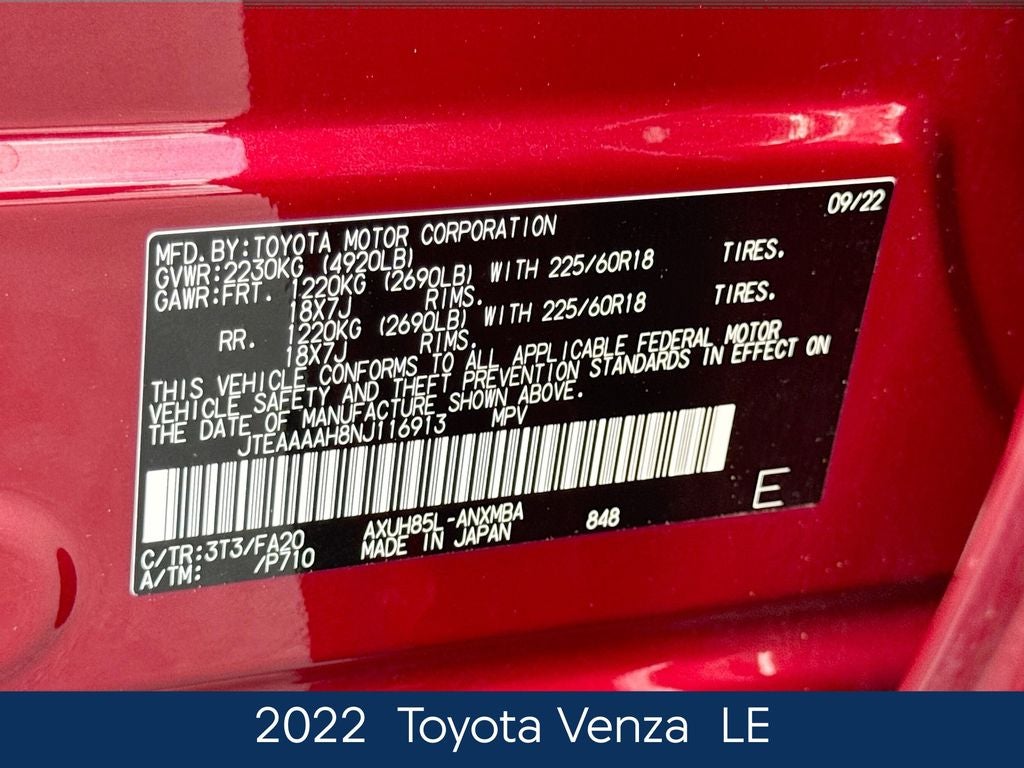 09/22
MFD.BY:TOYOTA MOTOR CORPORATION
GVWR:2230KG (4920LB)
GAWR:FRT. 1220KG (2690LB) WITH 225/60R18 TIRES.
18X7J RIMS.
RR. 1220KG (2690LB) WITH 225/60R18 TIRES.
18X7J RIMS.
THIS VEHICLE CONFORMS TO ALL APPLICABLE FEDERAL MOTOR
VEHICLE SAFETY AND THEFT PREVENTION STANDARDS IN EFFECT ON
THE DATE OF MANUFACTURE SHOWN ABOVE.
JTEAAAAH8NJ116913 MPV
E
C/TR:3T3/FA20 AXUH85L-ANXMBA 848
A/TM: /P710 MADE IN JAPAN
2022 Toyota Venza LE